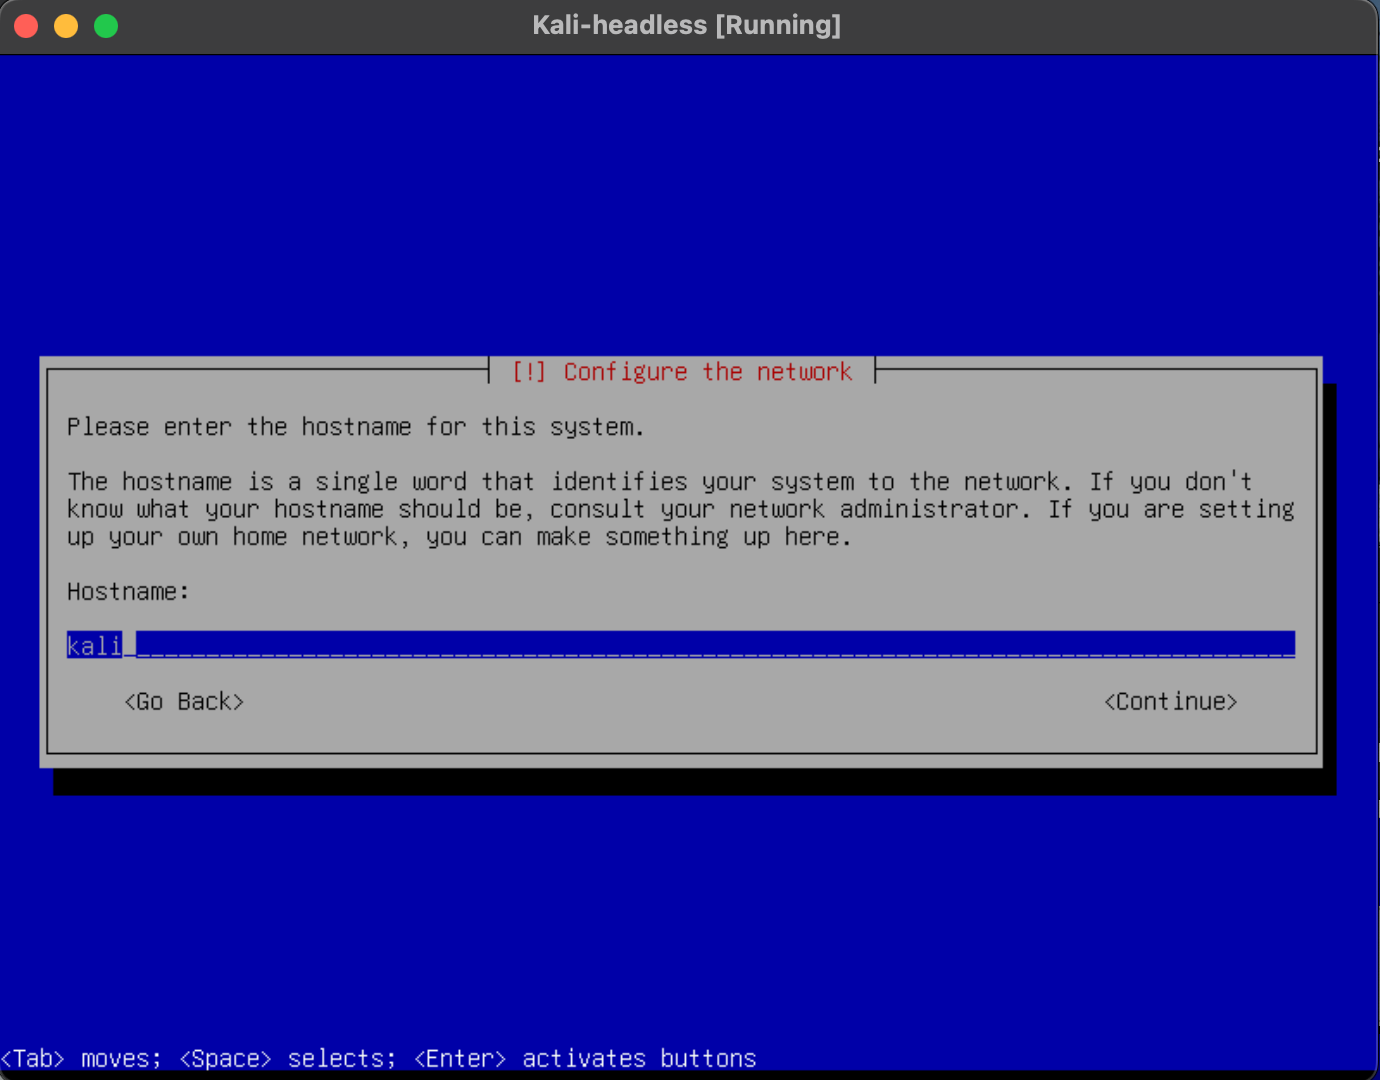 Kali-headless [Running]
[!] Configure the network
Please enter the hostname for this system.
The hostname is a single word that identifies your system to the network. If you don't
know what your hostname should be, consult your network administrator. If you are setting
up your own home network, you can make something up here.
Hostname:
kali
<Go Back> <Continue>
<Tab> moves; <Space> selects; <Enter> activates buttons